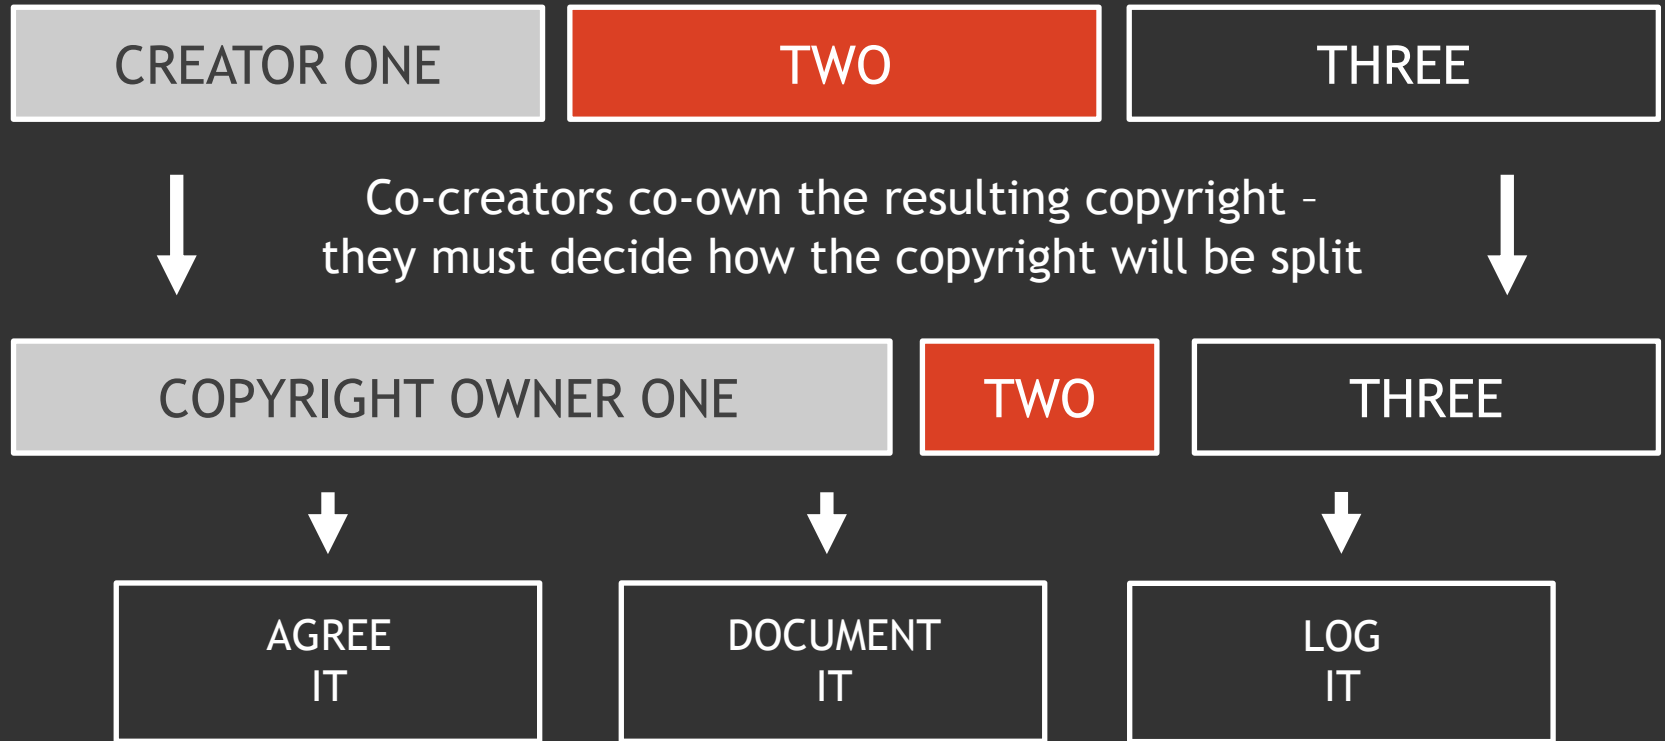 CREATOR ONE
TWO
THREE
Co-creators co-own the resulting copyright –
they must decide how the copyright will be split
COPYRIGHT OWNER ONE
TWO
THREE
AGREE
IT
DOCUMENT
IT
LOG
IT